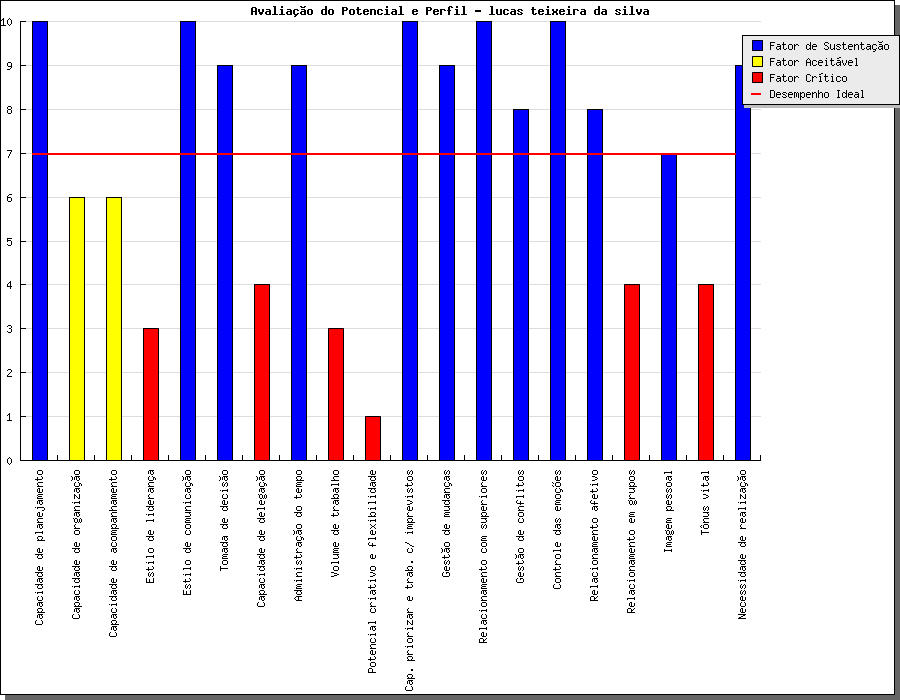 Avaliação do Potencial e Perfil - lucas teixeira da silva
Fator de Sustentação
Fator Aceitável
Fator Crítico
Desempenho Ideal
10
9
8
7
6
5
4
3
2
1
0
Capacidade de planejamento
Capacidade de organização
Capacidade de acompanhamento
Estilo de liderança
Estilo de comunicação
Tomada de decisão
Capacidade de delegação
Administração do tempo
Volume de trabalho
Potencial criativo e flexibilidade
Cap. priorizar e trab. c/ imprevistos
Gestão de mudanças
Relacionamento com superiores
Gestão de conflitos
Controle das emoções
Relacionamento afetivo
Relacionamento em grupos
Imagem pessoal
Tônus vital
Necessidade de realização